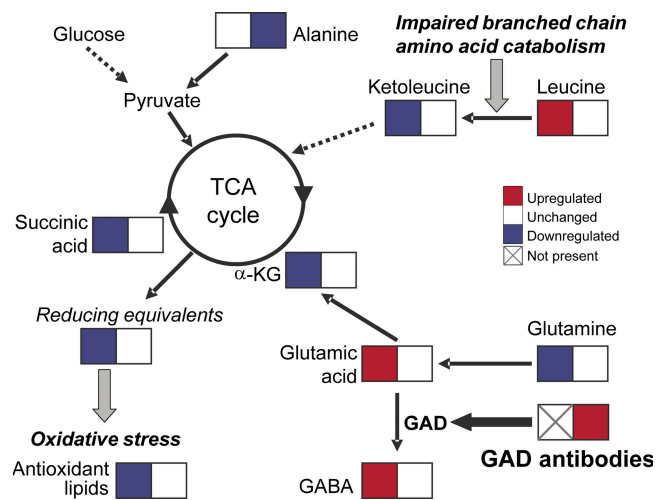 Glucose
Alanine
Impaired branched chain
amino acid catabolism
Pyruvate
Ketoleucine
Leucine
TCA
cycle
Upregulated
Unchanged
Downregulated
Not present
Succinic
acid
α-KG
Reducing equivalents
Glutamic
acid
Glutamine
GAD
GAD antibodies
Oxidative stress
Antioxidant
lipids
GABA